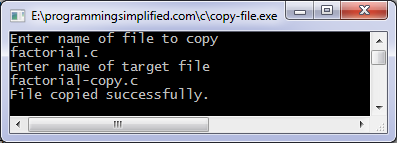 E:\programmingsimplified.com\c\copy-file.exe
Enter name of file to copy
factorial.c
Enter name of target file
factorial-copy.c
File copied successfully.